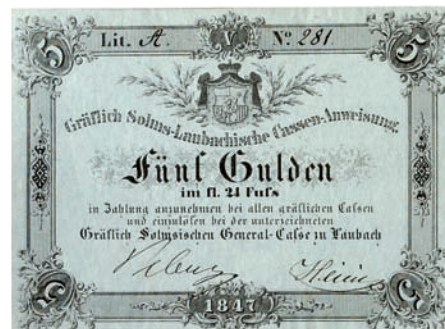 5 Lit. A. V Nº 281 5
Gräflich Solms-Laubachische Cassen-Anweisung.
Fünf Gulden
im fl. 24 Fuſs
in Zahlung anzunehmen bei allen gräflichen Caſsen
und einzulöſen bei der unterzeichneten
Gräflich Solmsischen General-Caſse zu Laubach
5 1847 5